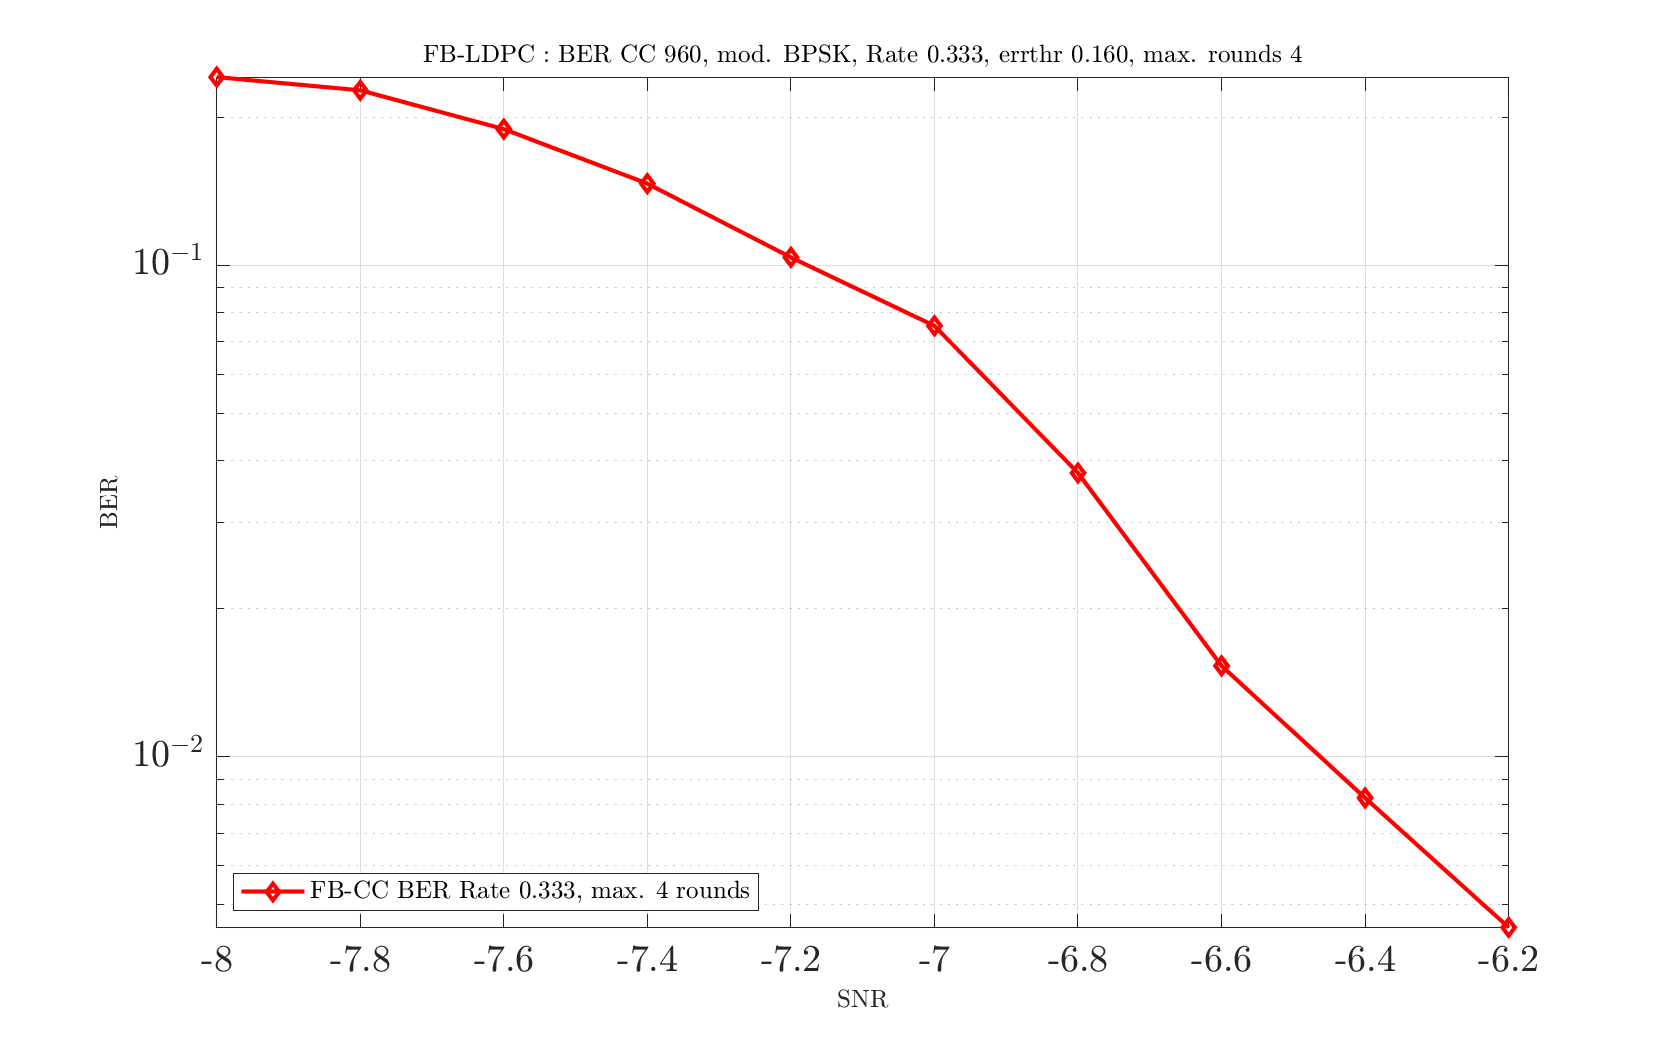 FB-LDPC : BER CC 960, mod. BPSK, Rate 0.333, errthr 0.160, max. rounds 4
10⁻¹
BER
10⁻²
FB-CC BER Rate 0.333, max. 4 rounds
-8 -7.8 -7.6 -7.4 -7.2 -7 -6.8 -6.6 -6.4 -6.2
SNR